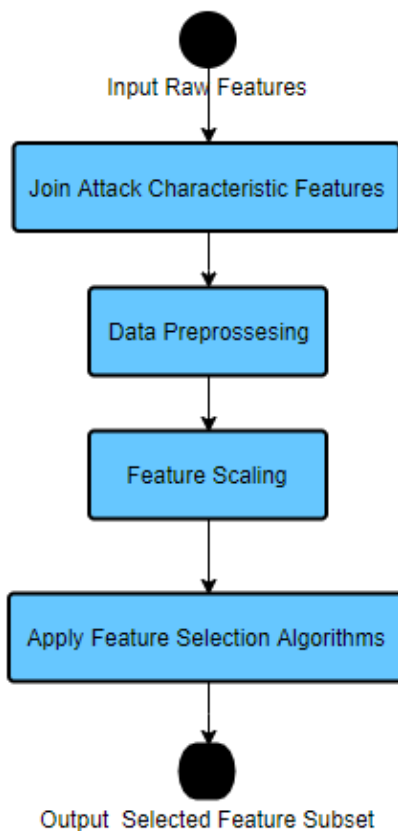 Input Raw Features
Join Attack Characteristic Features
Data Preprossesing
Feature Scaling
Apply Feature Selection Algorithms
Output Selected Feature Subset